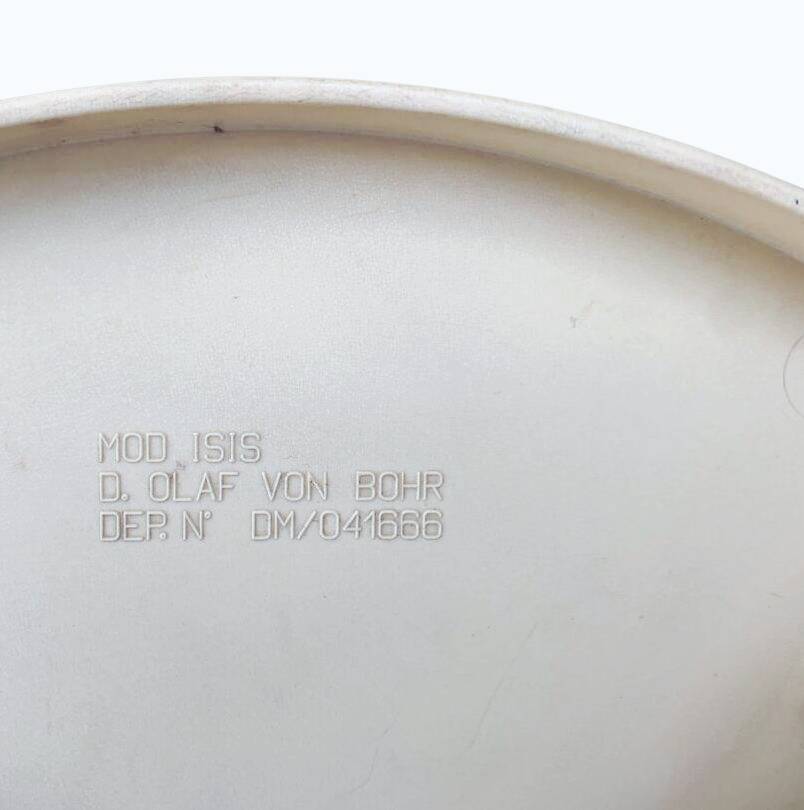 MOD ISIS
D. OLAF VON BOHR
DEP. N° DM/041666